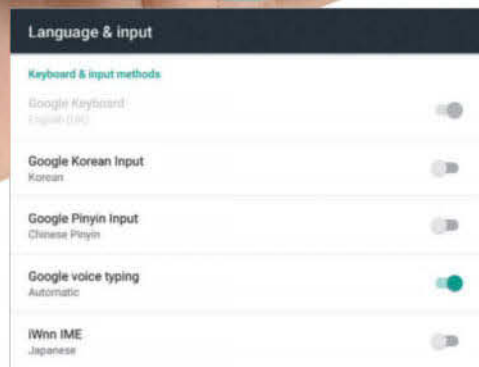 Language & input
Keyboard & input methods
Google Keyboard
English (UK)
Google Korean Input
Korean
Google Pinyin Input
Chinese Pinyin
Google voice typing
Automatic
iWnn IME
Japanese